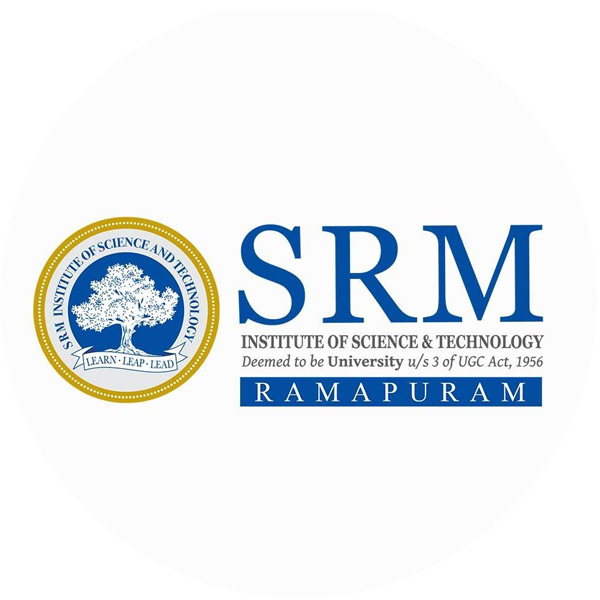 SRM INSTITUTE OF SCIENCE AND TECHNOLOGY
LEARN · LEAP · LEAD
SRM
INSTITUTE OF SCIENCE & TECHNOLOGY
Deemed to be University u/s 3 of UGC Act, 1956
RAMAPURAM